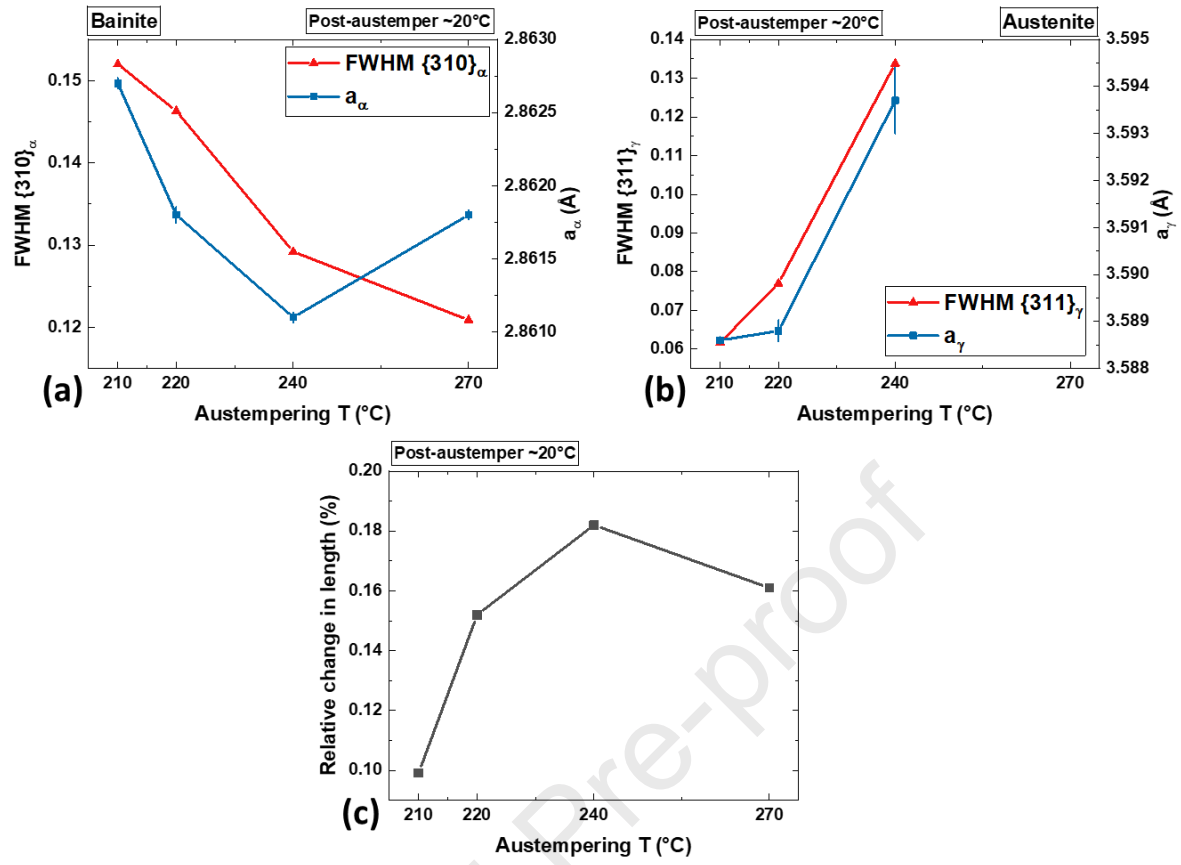 Bainite
Post-austemper ~20°C
FWHM {310}α
aα
0.15
0.14
0.13
0.12
FWHM {310}α
2.8630
2.8625
2.8620
2.8615
2.8610
aα (Å)
210 220 240 270
Austempering T (°C)
(a)
Post-austemper ~20°C
Austenite
0.14
0.13
0.12
0.11
0.10
0.09
0.08
0.07
0.06
FWHM {311}γ
3.595
3.594
3.593
3.592
3.591
3.590
3.589
3.588
aγ (Å)
FWHM {311}γ
aγ
210 220 240 270
Austempering T (°C)
(b)
Post-austemper ~20°C
0.20
0.18
0.16
0.14
0.12
0.10
Relative change in length (%)
210 220 240 270
Austempering T (°C)
(c)
Pre-proof